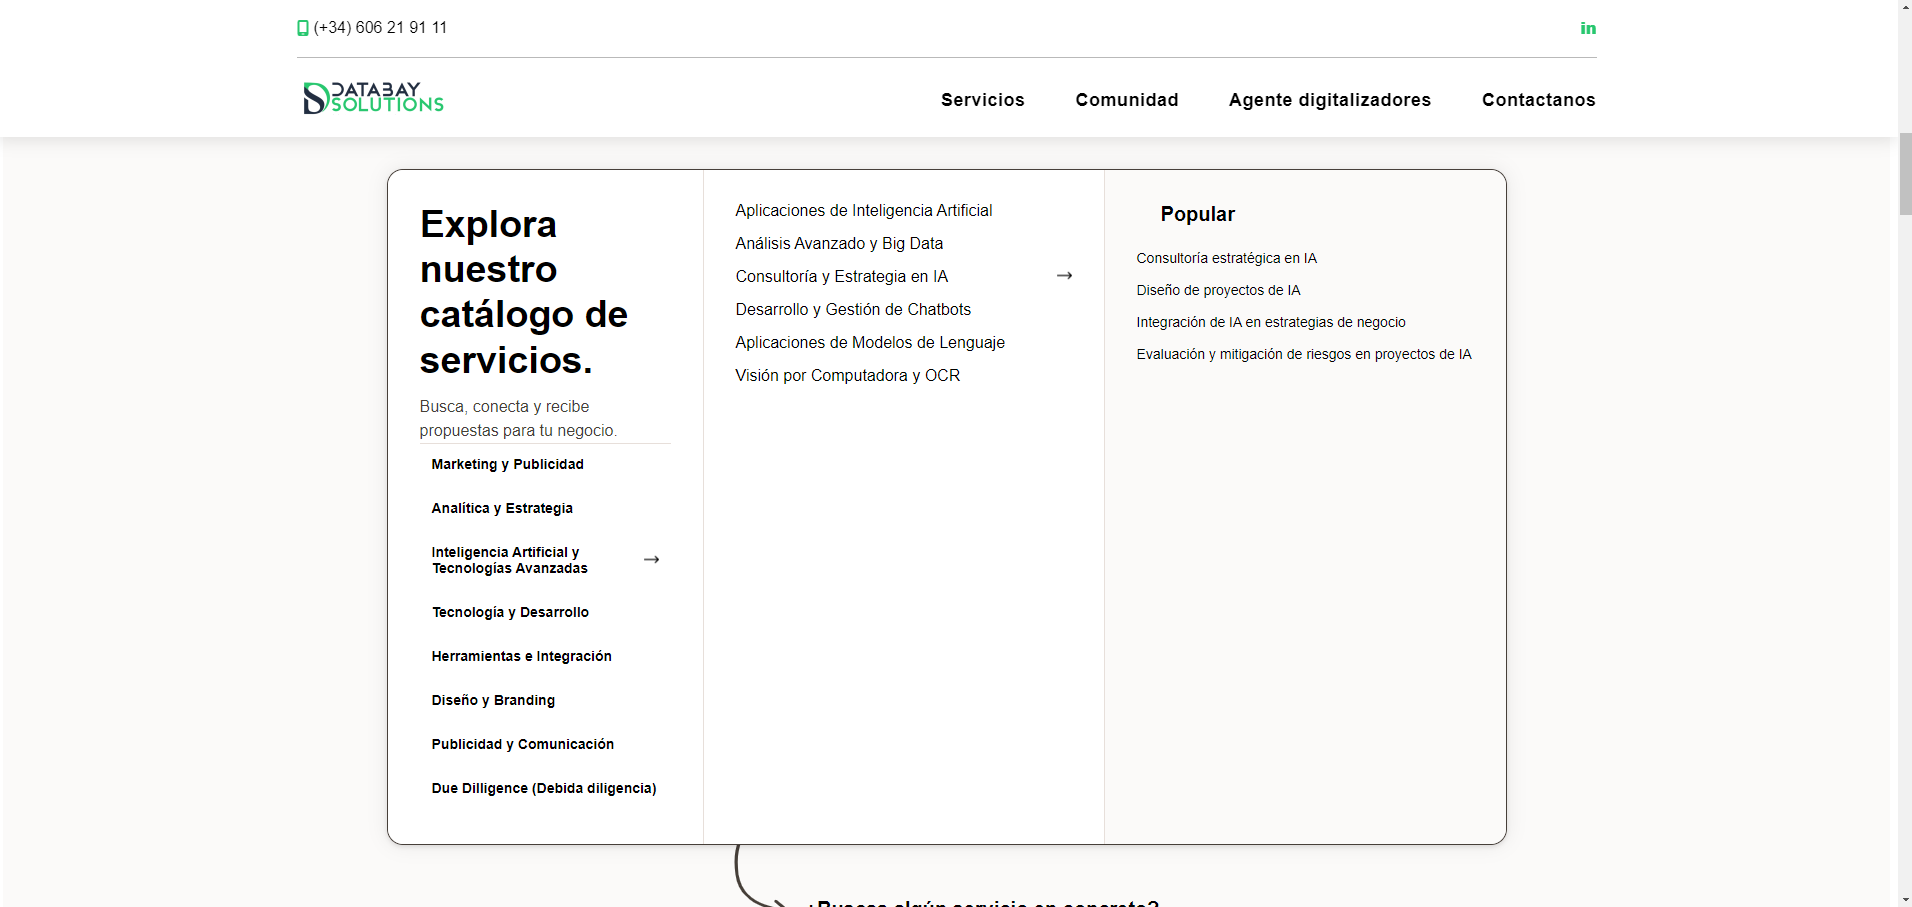 (+34) 606 21 91 11
in
DATABAY
SOLUTIONS
Servicios
Comunidad
Agente digitalizadores
Contactanos
Explora
nuestro
catálogo de
servicios.
Busca, conecta y recibe
propuestas para tu negocio.
Marketing y Publicidad
Analítica y Estrategia
Inteligencia Artificial y
Tecnologías Avanzadas
Tecnología y Desarrollo
Herramientas e Integración
Diseño y Branding
Publicidad y Comunicación
Due Dilligence (Debida diligencia)
Aplicaciones de Inteligencia Artificial
Análisis Avanzado y Big Data
Consultoría y Estrategia en IA
Desarrollo y Gestión de Chatbots
Aplicaciones de Modelos de Lenguaje
Visión por Computadora y OCR
Popular
Consultoría estratégica en IA
Diseño de proyectos de IA
Integración de IA en estrategias de negocio
Evaluación y mitigación de riesgos en proyectos de IA
¿Buscas algún servicio en concreto?